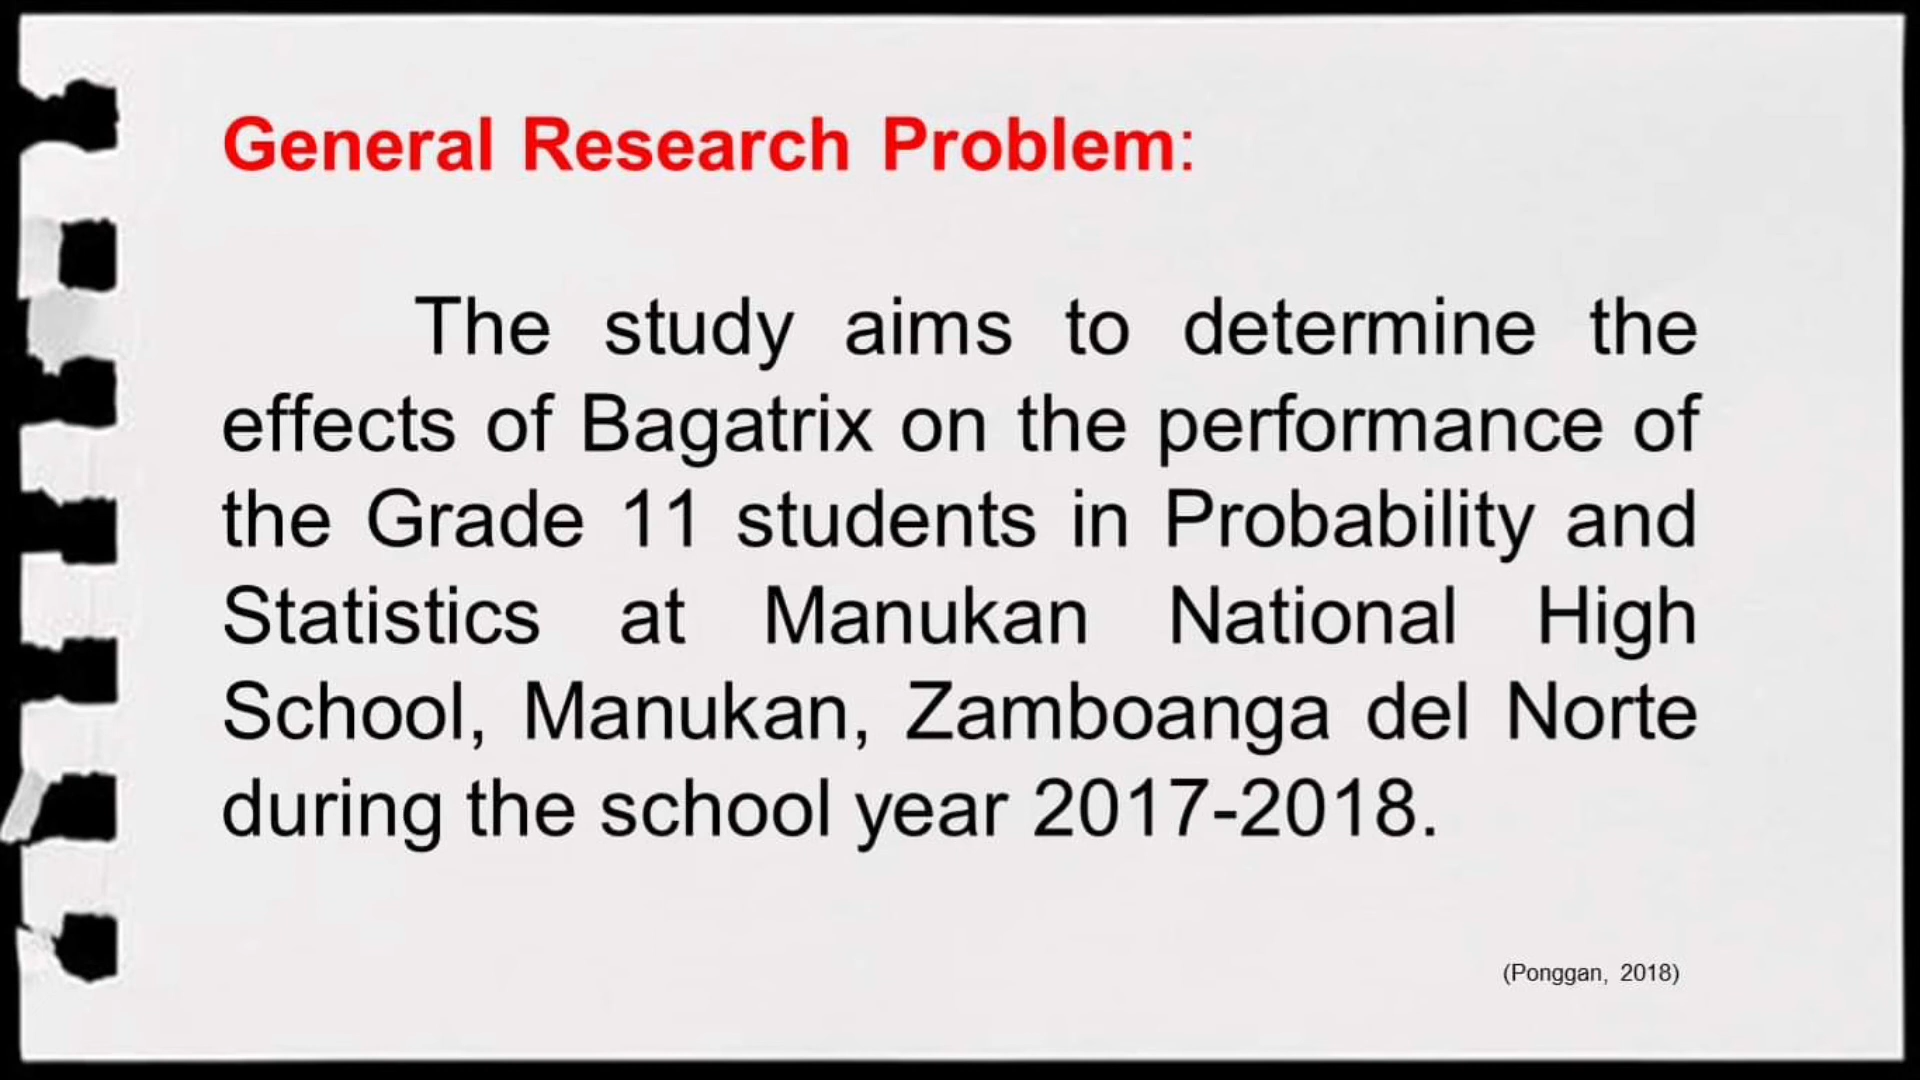 General Research Problem:
The study aims to determine the
effects of Bagatrix on the performance of
the Grade 11 students in Probability and
Statistics at Manukan National High
School, Manukan, Zamboanga del Norte
during the school year 2017-2018.
(Ponggan, 2018)